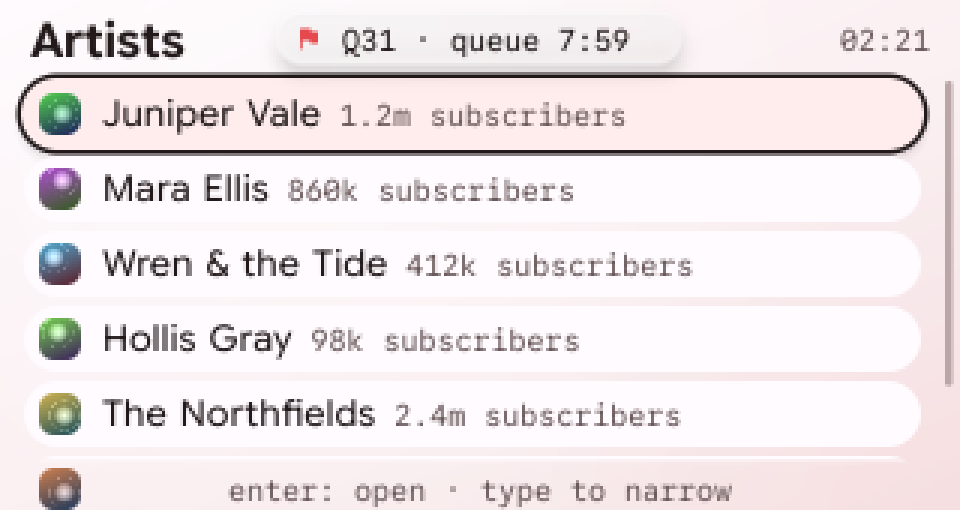 Artists Q31 · queue 7:59 02:21
Juniper Vale 1.2m subscribers
Mara Ellis 860k subscribers
Wren & the Tide 412k subscribers
Hollis Gray 98k subscribers
The Northfields 2.4m subscribers
enter: open · type to narrow